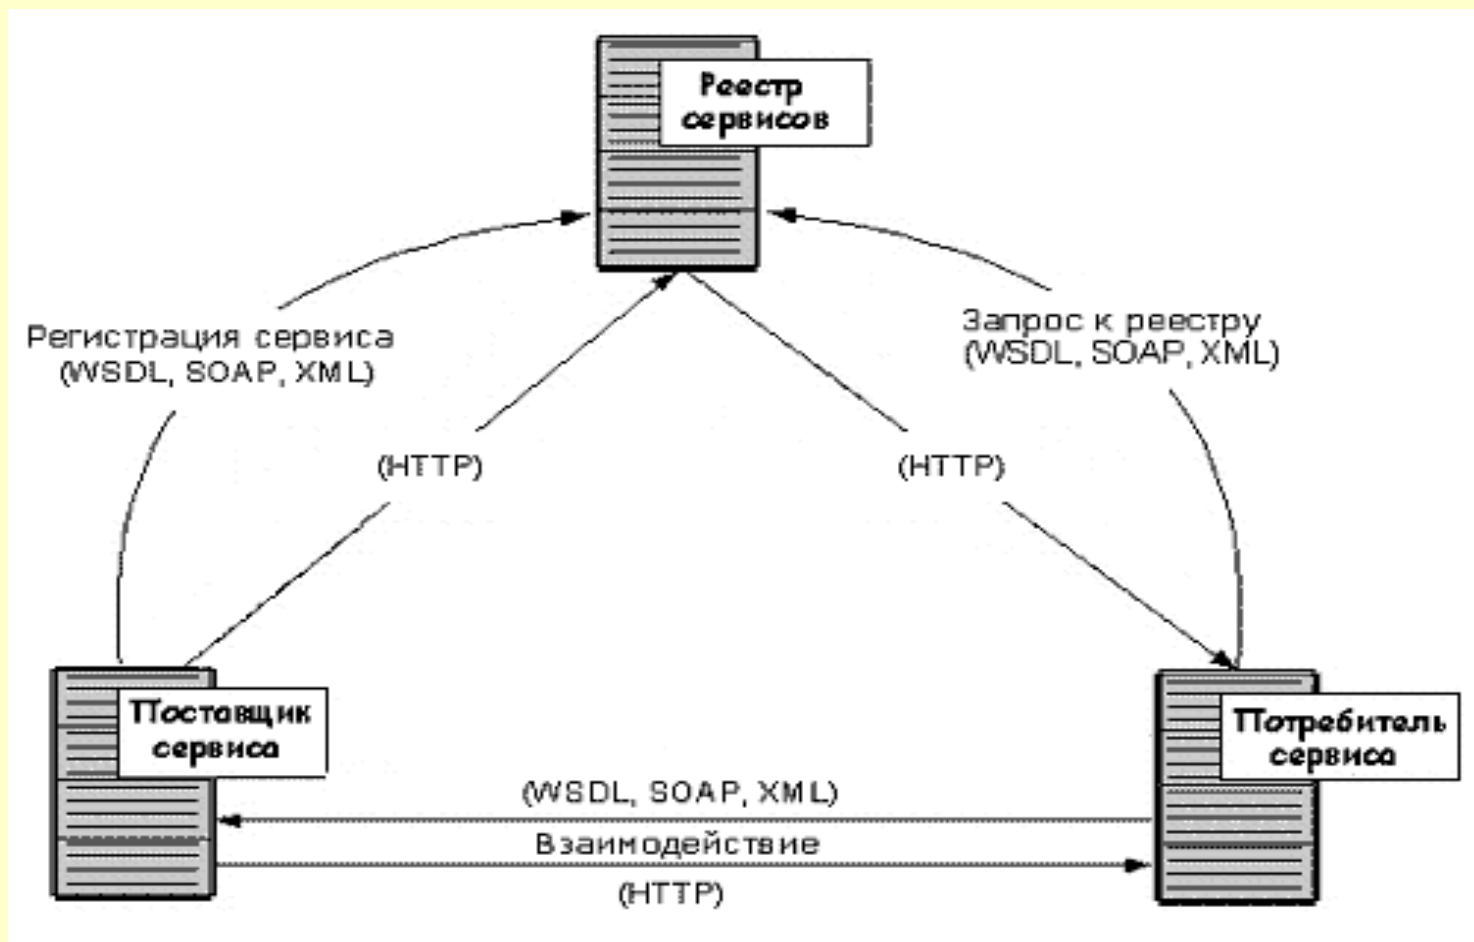 Реестр
сервисов
Регистрация сервиса
(WSDL, SOAP, XML)
Запрос к реестру
(WSDL, SOAP, XML)
(HTTP)
(HTTP)
Поставщик
сервиса
Потребитель
сервиса
(WSDL, SOAP, XML)
Взаимодействие
(HTTP)